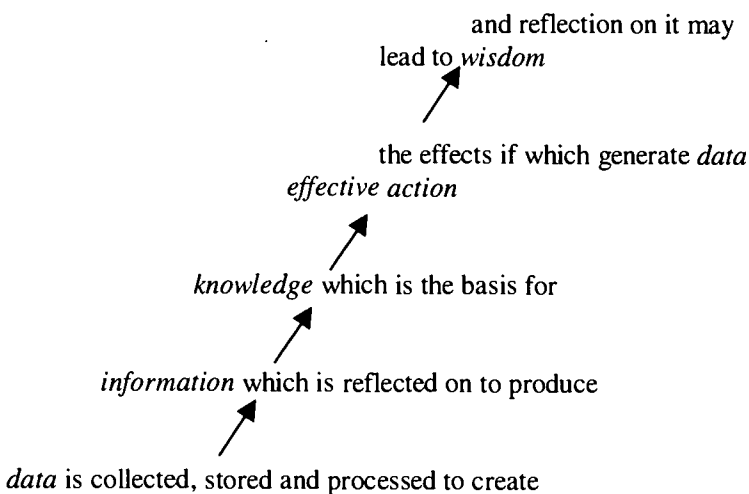 and reflection on it may
lead to wisdom
the effects if which generate data
effective action
knowledge which is the basis for
information which is reflected on to produce
data is collected, stored and processed to create